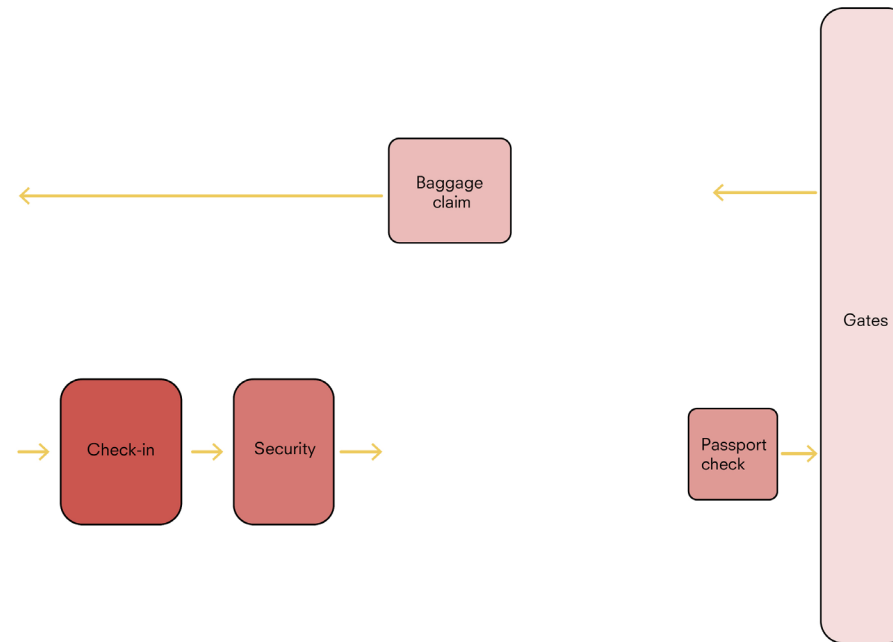 Baggage
claim
Gates
Check-in
Security
Passport
check